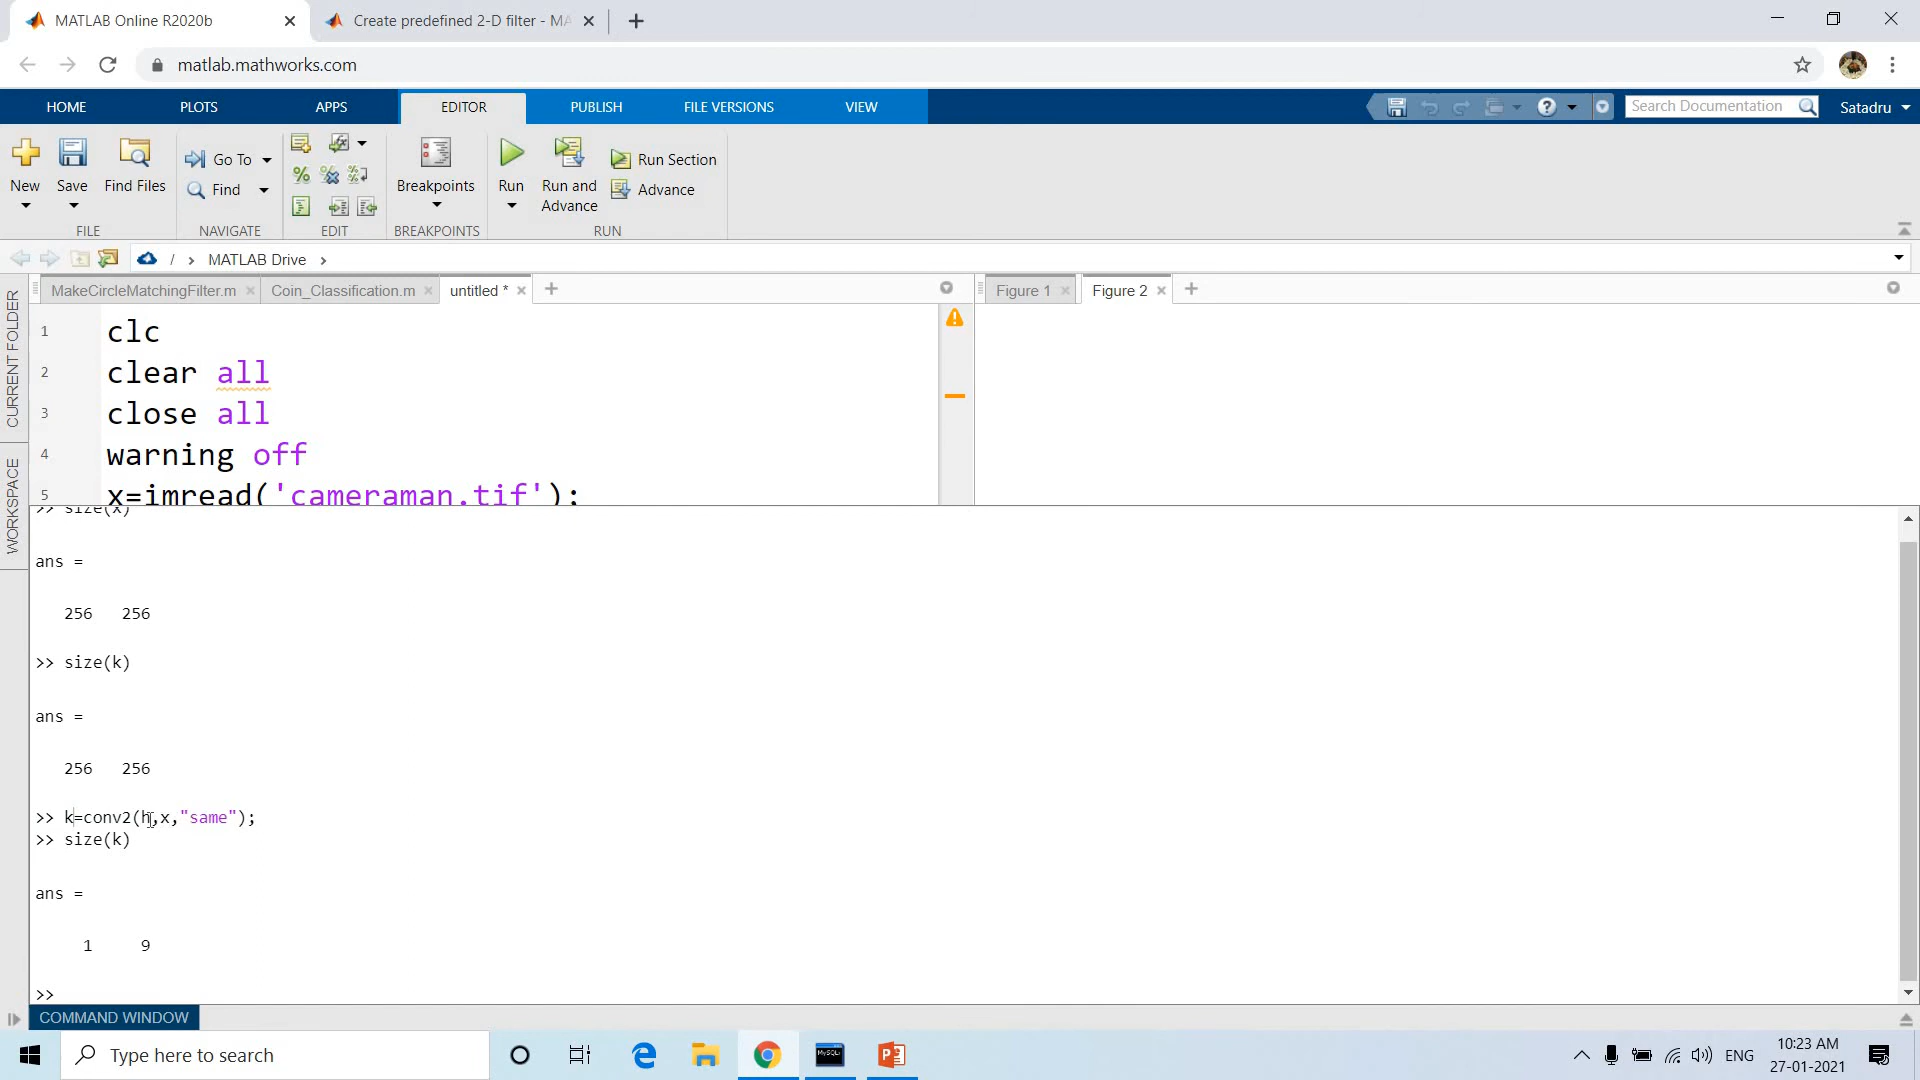 MATLAB Online R2020b
Create predefined 2-D filter - MA
matlab.mathworks.com
HOME PLOTS APPS EDITOR PUBLISH FILE VERSIONS VIEW
Search Documentation
Satadru
New Save Find Files
Go To
Find
Breakpoints
Run
Run and Advance
Run Section
Advance
FILE NAVIGATE EDIT BREAKPOINTS RUN
/ › MATLAB Drive ›
MakeCircleMatchingFilter.m Coin_Classification.m untitled *
Figure 1 Figure 2
CURRENT FOLDER
WORKSPACE
1 clc
2 clear all
3 close all
4 warning off
5 x=imread('cameraman.tif');
>> size(x)
ans =
256 256
>> size(k)
ans =
256 256
>> k=conv2(h,x,"same");
>> size(k)
ans =
1 9
>>
COMMAND WINDOW
Type here to search
MySQL
ENG
10:23 AM
27-01-2021